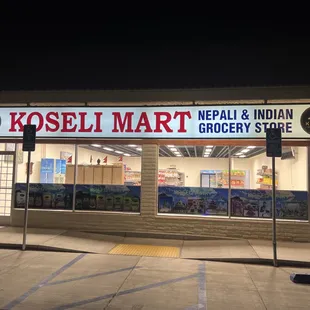 KOSELI MART
NEPALI & INDIAN
GROCERY STORE